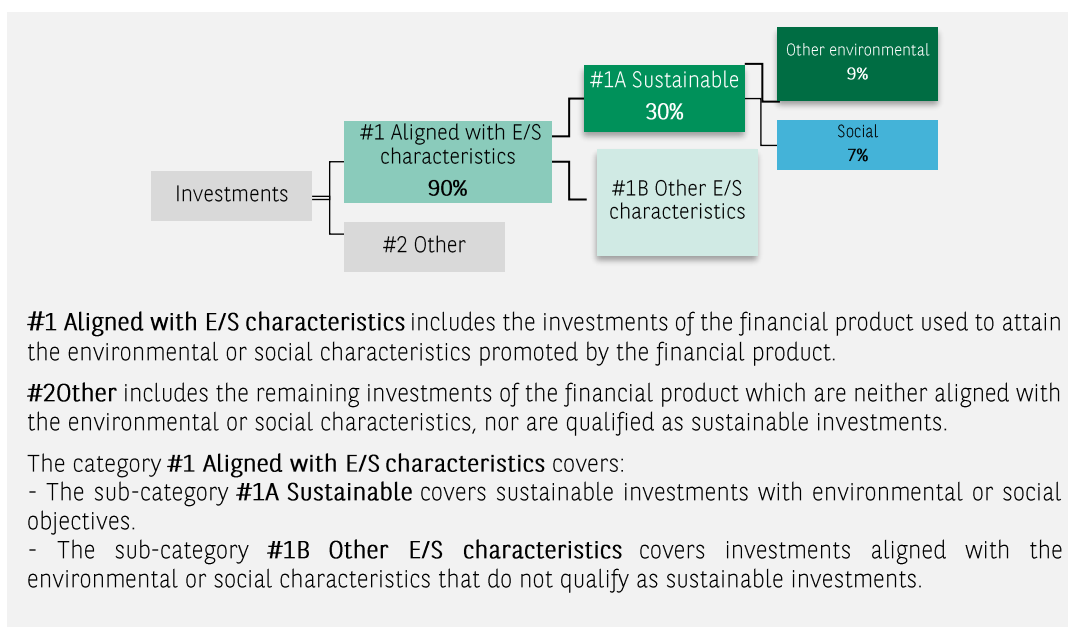 Other environmental
9%
#1A Sustainable
30%
Social
7%
#1 Aligned with E/S
characteristics
90%
#1B Other E/S
characteristics
Investments
#2 Other
#1 Aligned with E/S characteristics includes the investments of the financial product used to attain
the environmental or social characteristics promoted by the financial product.
#2Other includes the remaining investments of the financial product which are neither aligned with
the environmental or social characteristics, nor are qualified as sustainable investments.
The category #1 Aligned with E/S characteristics covers:
- The sub-category #1A Sustainable covers sustainable investments with environmental or social
objectives.
- The sub-category #1B Other E/S characteristics covers investments aligned with the
environmental or social characteristics that do not qualify as sustainable investments.